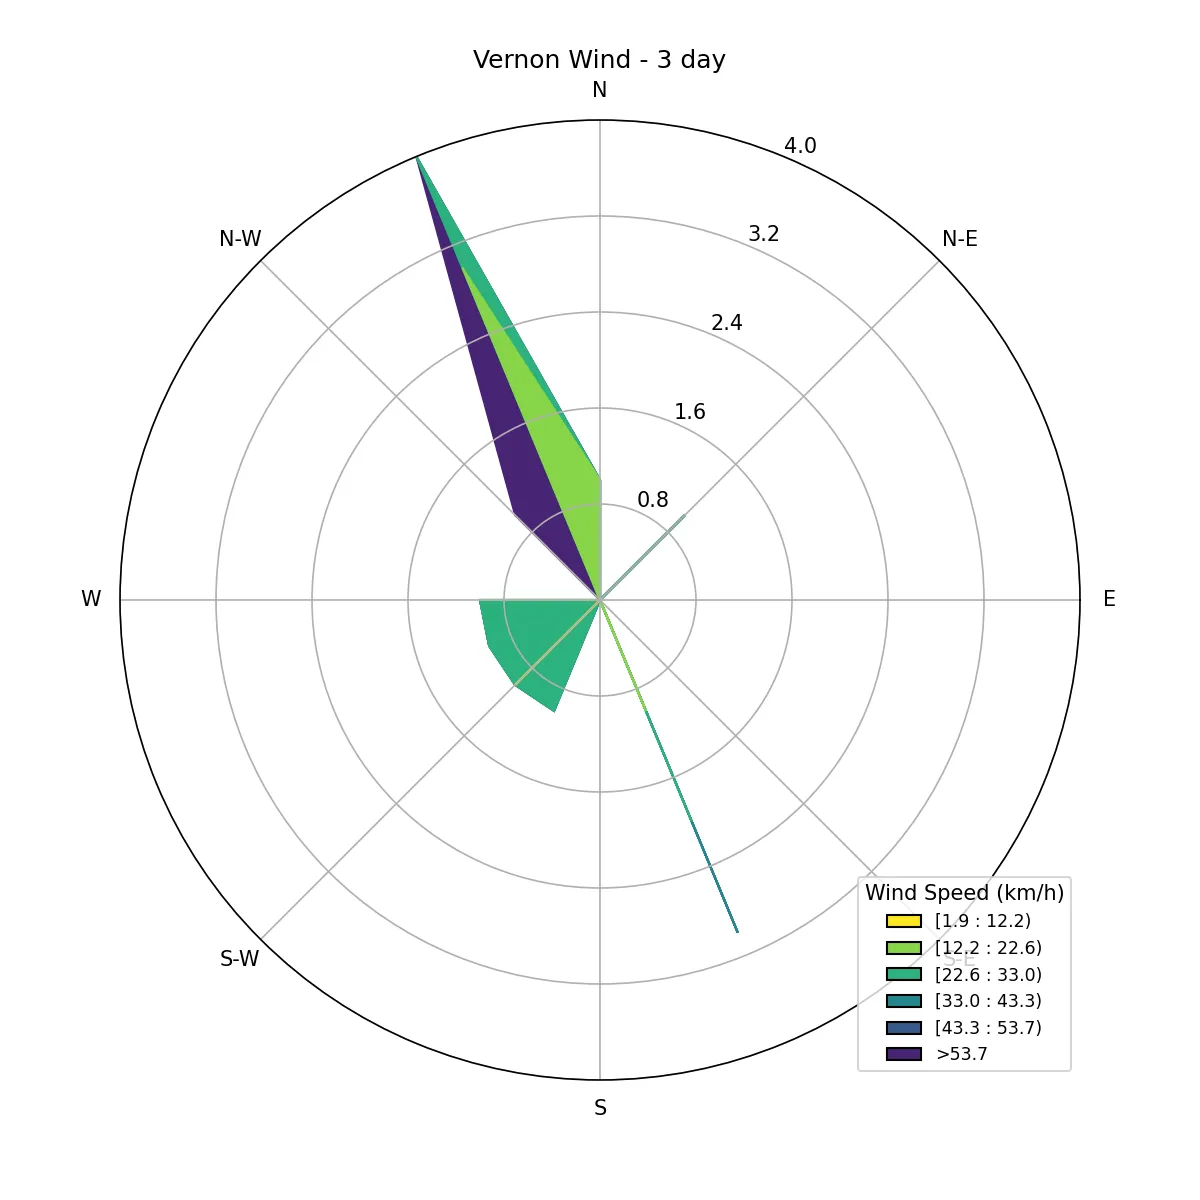 Vernon Wind - 3 day
N
4.0
N-W
N-E
3.2
2.4
1.6
0.8
W
E
Wind Speed (km/h)
[1.9 : 12.2)
[12.2 : 22.6)
S-W
S-E
[22.6 : 33.0)
[33.0 : 43.3)
[43.3 : 53.7)
>53.7
S